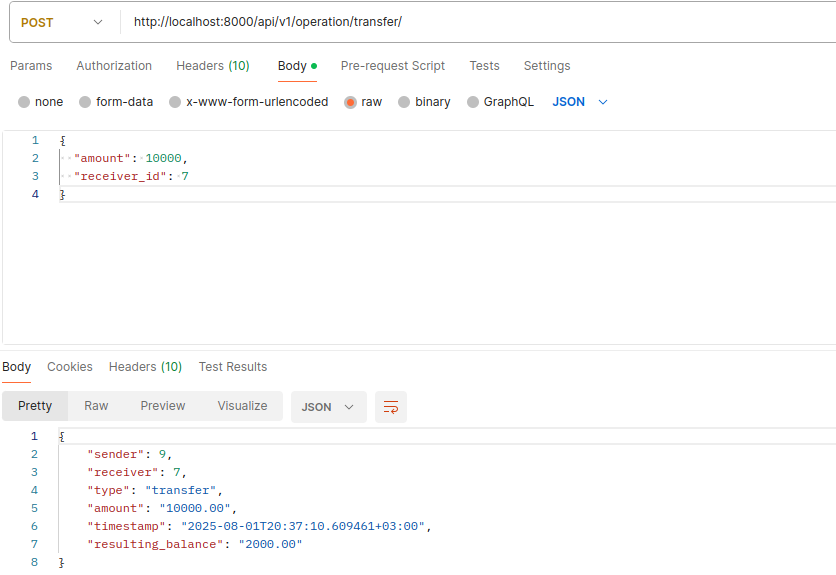 POST http://localhost:8000/api/v1/operation/transfer/
Params Authorization Headers (10) Body Pre-request Script Tests Settings
none form-data x-www-form-urlencoded raw binary GraphQL JSON
1 {
2 "amount": 10000,
3 "receiver_id": 7
4 }
Body Cookies Headers (10) Test Results
Pretty Raw Preview Visualize JSON
1 {
2 "sender": 9,
3 "receiver": 7,
4 "type": "transfer",
5 "amount": "10000.00",
6 "timestamp": "2025-08-01T20:37:10.609461+03:00",
7 "resulting_balance": "2000.00"
8 }